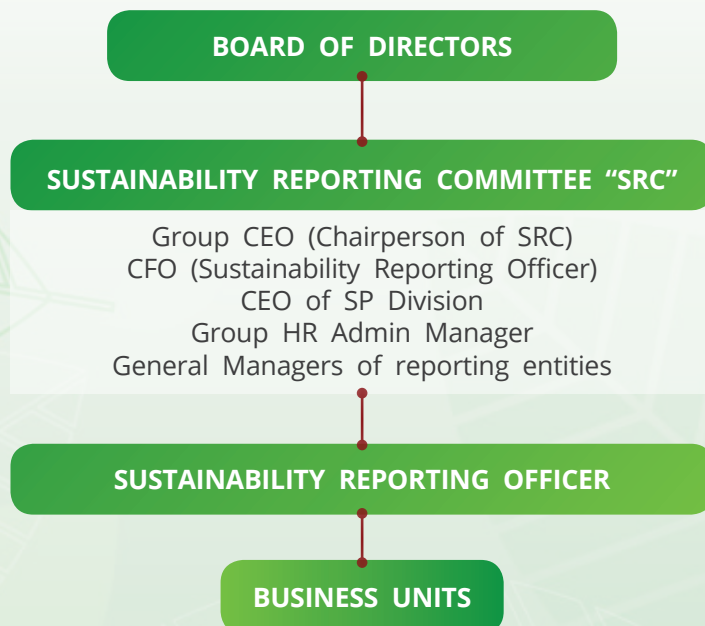 BOARD OF DIRECTORS
SUSTAINABILITY REPORTING COMMITTEE “SRC”
Group CEO (Chairperson of SRC)
CFO (Sustainability Reporting Officer)
CEO of SP Division
Group HR Admin Manager
General Managers of reporting entities
SUSTAINABILITY REPORTING OFFICER
BUSINESS UNITS